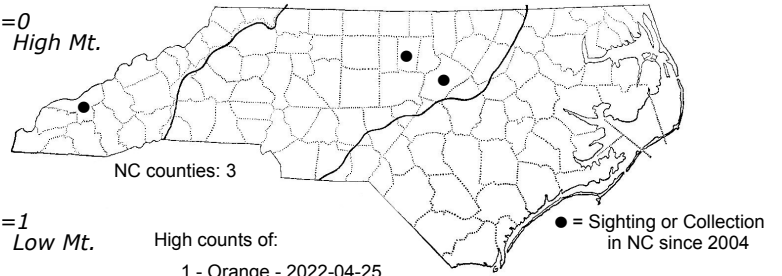 =0
High Mt.
NC counties: 3
=1
Low Mt.
High counts of:
● = Sighting or Collection
in NC since 2004
1 - Orange - 2022-04-25